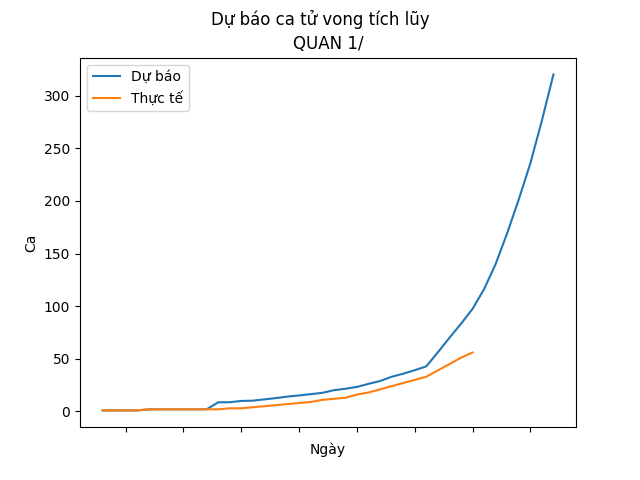 Dự báo ca tử vong tích lũy
QUAN 1/
Dự báo
Thực tế
300
250
200
150
100
50
0
Ca
Ngày